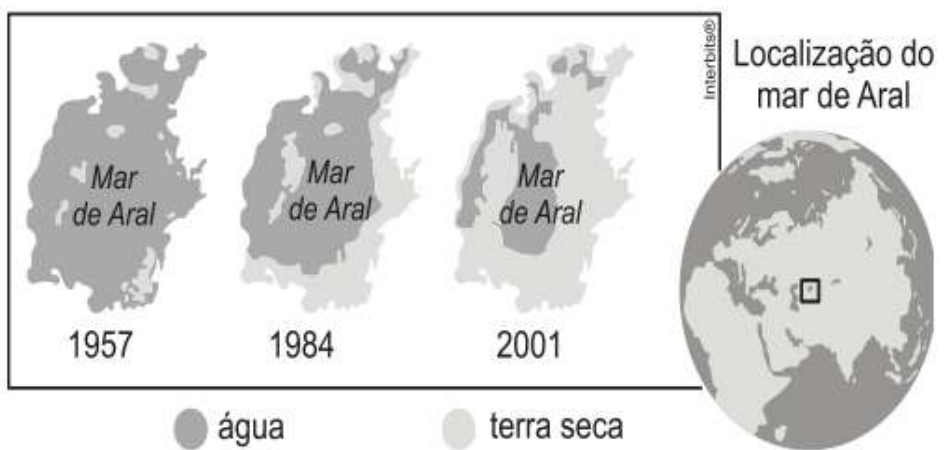 Interbits®
Localização do
mar de Aral
Mar
de Aral
Mar
de Aral
Mar
de Aral
1957
1984
2001
água
terra seca